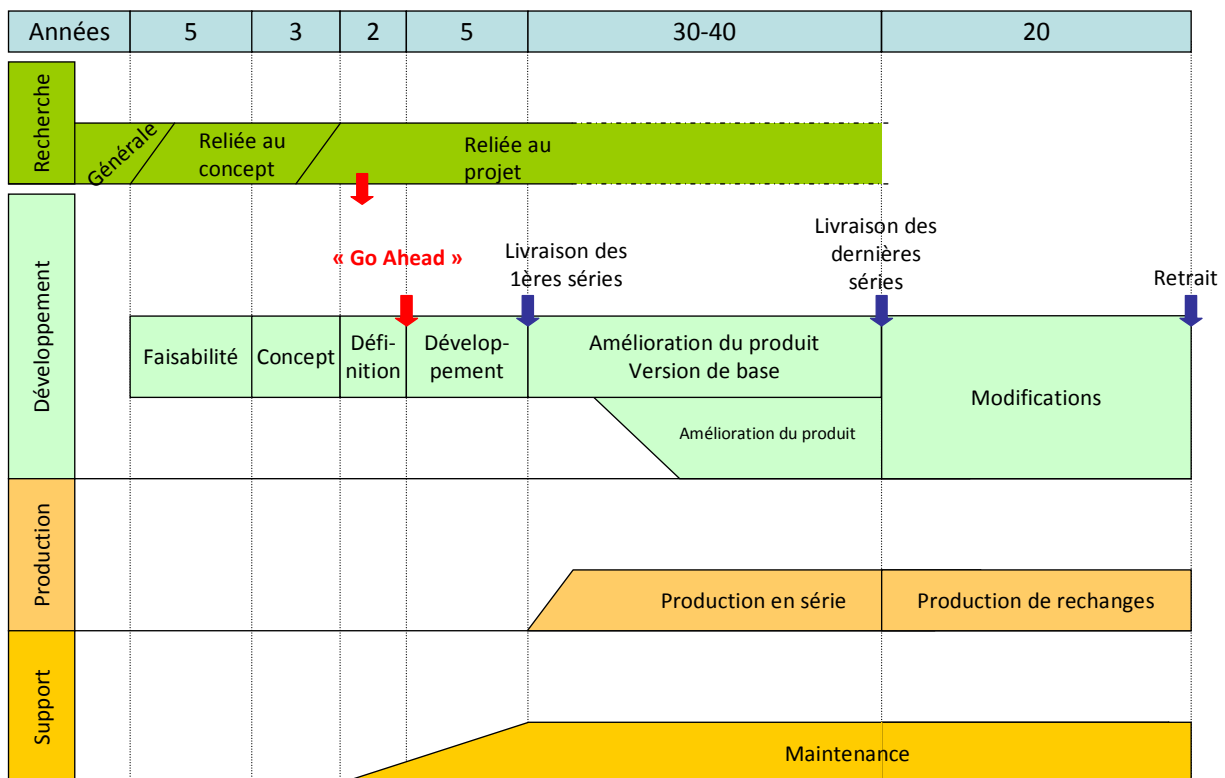 Années 5 3 2 5 30-40 20
Recherche
Générale
Reliée au
concept
Reliée au
projet
Développement
« Go Ahead »
Livraison des
1ères séries
Livraison des
dernières
séries
Retrait
Faisabilité
Concept
Défi-
nition
Dévelop-
pement
Amélioration du produit
Version de base
Amélioration du produit
Modifications
Production
Production en série
Production de rechanges
Support
Maintenance